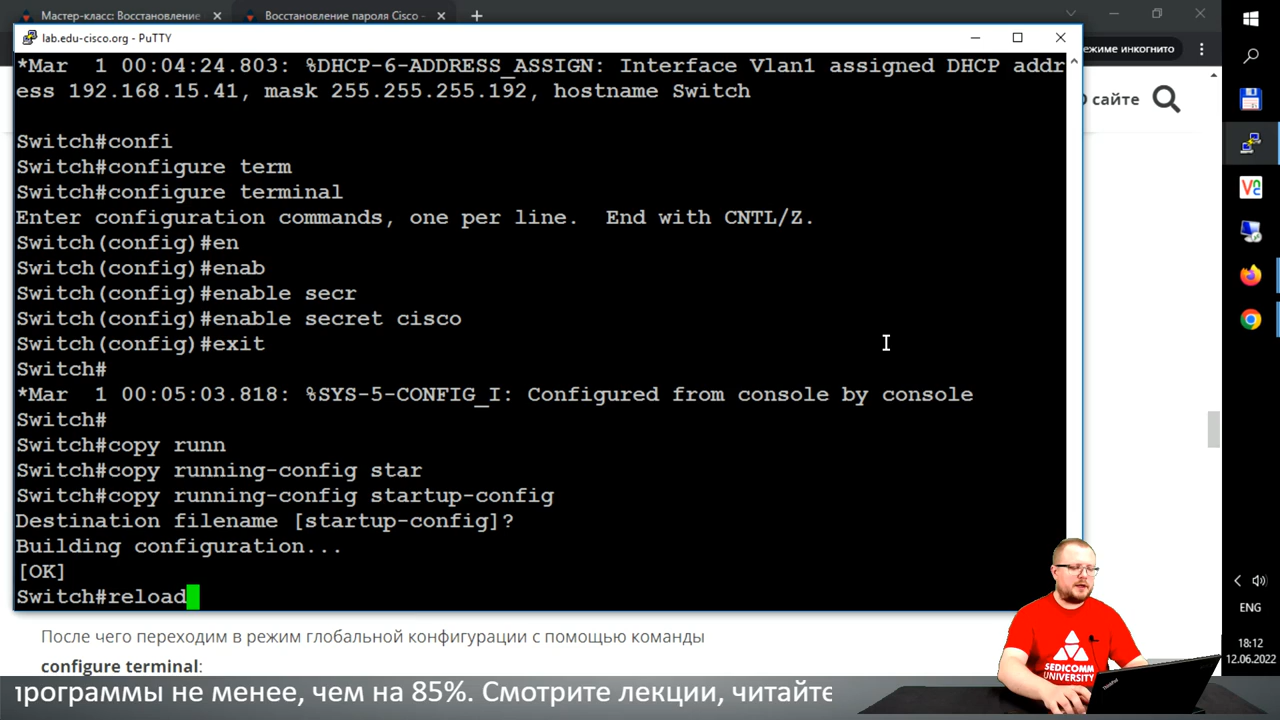 Мастер-класс: Восстановление
Восстановление пароля Cisco -
lab.edu-cisco.org - PuTTY
ежиме инкогнито
О сайте
*Mar  1 00:04:24.803: %DHCP-6-ADDRESS_ASSIGN: Interface Vlan1 assigned DHCP addr
ess 192.168.15.41, mask 255.255.255.192, hostname Switch
Switch#confi
Switch#configure term
Switch#configure terminal
Enter configuration commands, one per line.  End with CNTL/Z.
Switch(config)#en
Switch(config)#enab
Switch(config)#enable secr
Switch(config)#enable secret cisco
Switch(config)#exit
Switch#
*Mar  1 00:05:03.818: %SYS-5-CONFIG_I: Configured from console by console
Switch#
Switch#copy runn
Switch#copy running-config star
Switch#copy running-config startup-config
Destination filename [startup-config]?
Building configuration...
[OK]
Switch#reload
После чего переходим в режим глобальной конфигурации с помощью команды
configure terminal:
SEDICOMM
UNIVERSITY
ThinkPad
ENG
18:12
12.06.2022
программы не менее, чем на 85%. Смотрите лекции, читайте